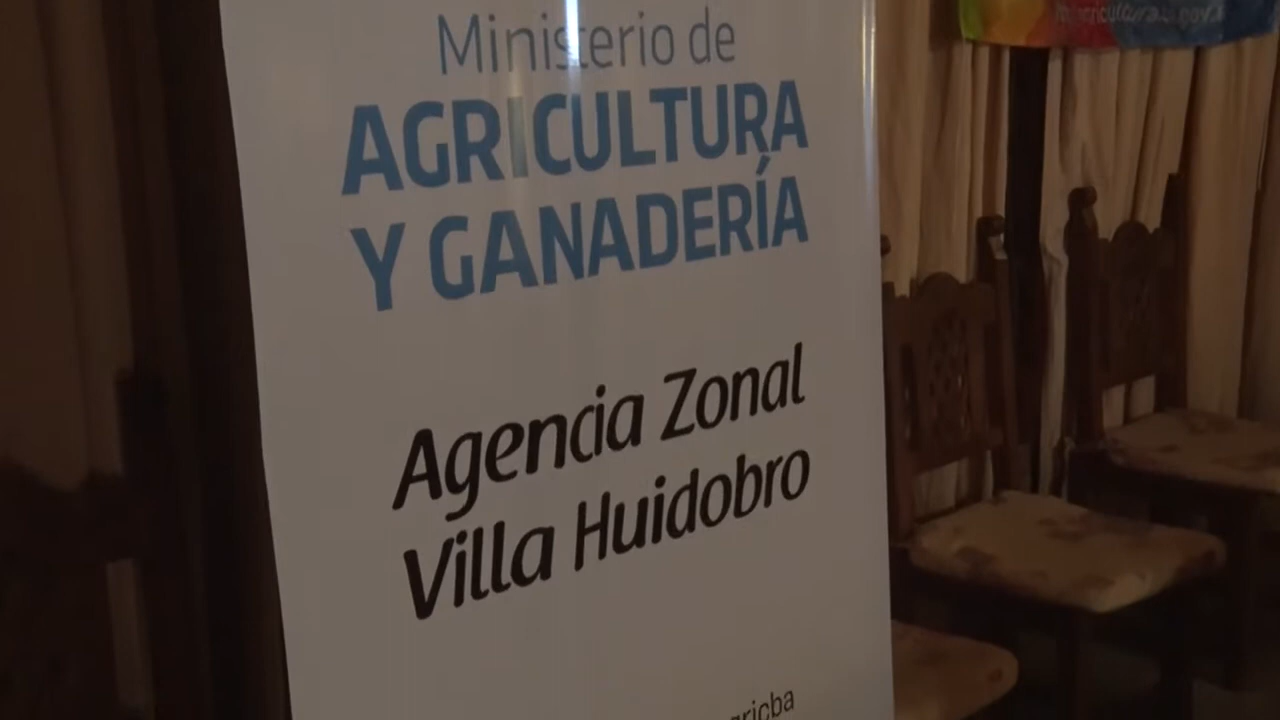 Ministerio de
AGRICULTURA
Y GANADERÍA
Agencia Zonal
Villa Huidobro